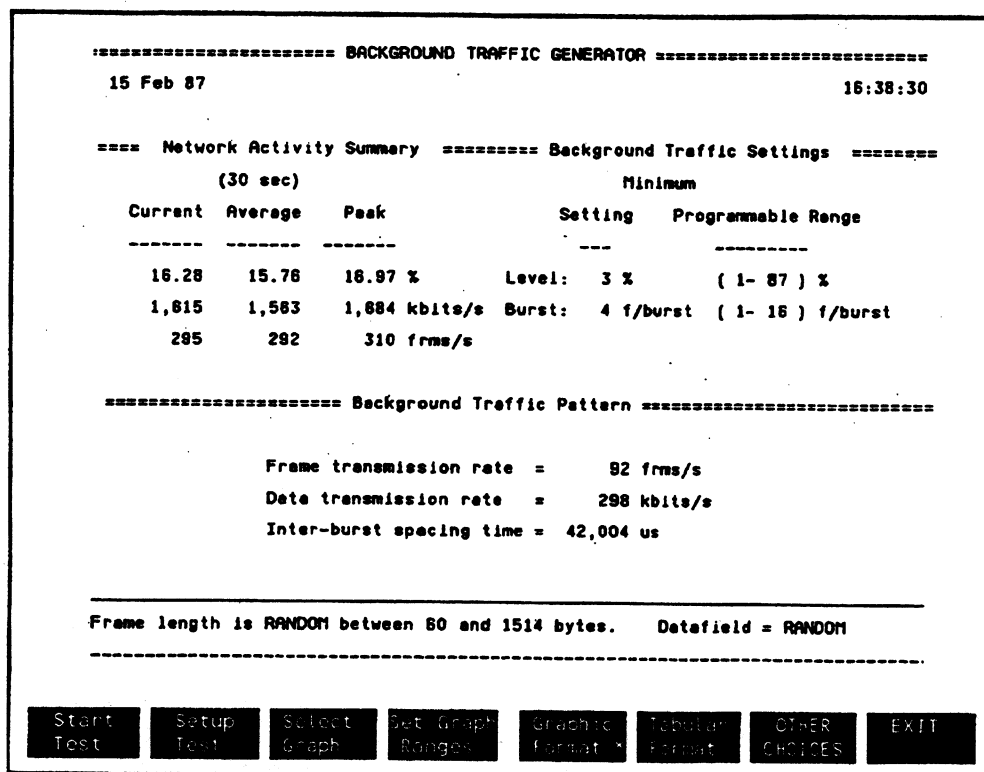 :======================= BACKGROUND TRAFFIC GENERATOR ==========================
15 Feb 87 16:38:30
==== Network Activity Summary ========= Background Traffic Settings ========
(30 sec) Minimum
Current Average Peak Setting Programmable Range
------- ------- ------- --- ---------
16.28 15.76 16.97 % Level: 3 % ( 1- 87 ) %
1,615 1,563 1,684 kbits/s Burst: 4 f/burst ( 1- 16 ) f/burst
295 292 310 frms/s
====================== Background Traffic Pattern ===========================
Frame transmission rate = 92 frms/s
Data transmission rate = 298 kbits/s
Inter-burst spacing time = 42,004 us
Frame length is RANDOM between 60 and 1514 bytes. Datafield = RANDOM
Start Test
Setup Test
Select Graph
Set Graph Ranges
Graphic Format *
Tabular Format
OTHER CHOICES
EXIT